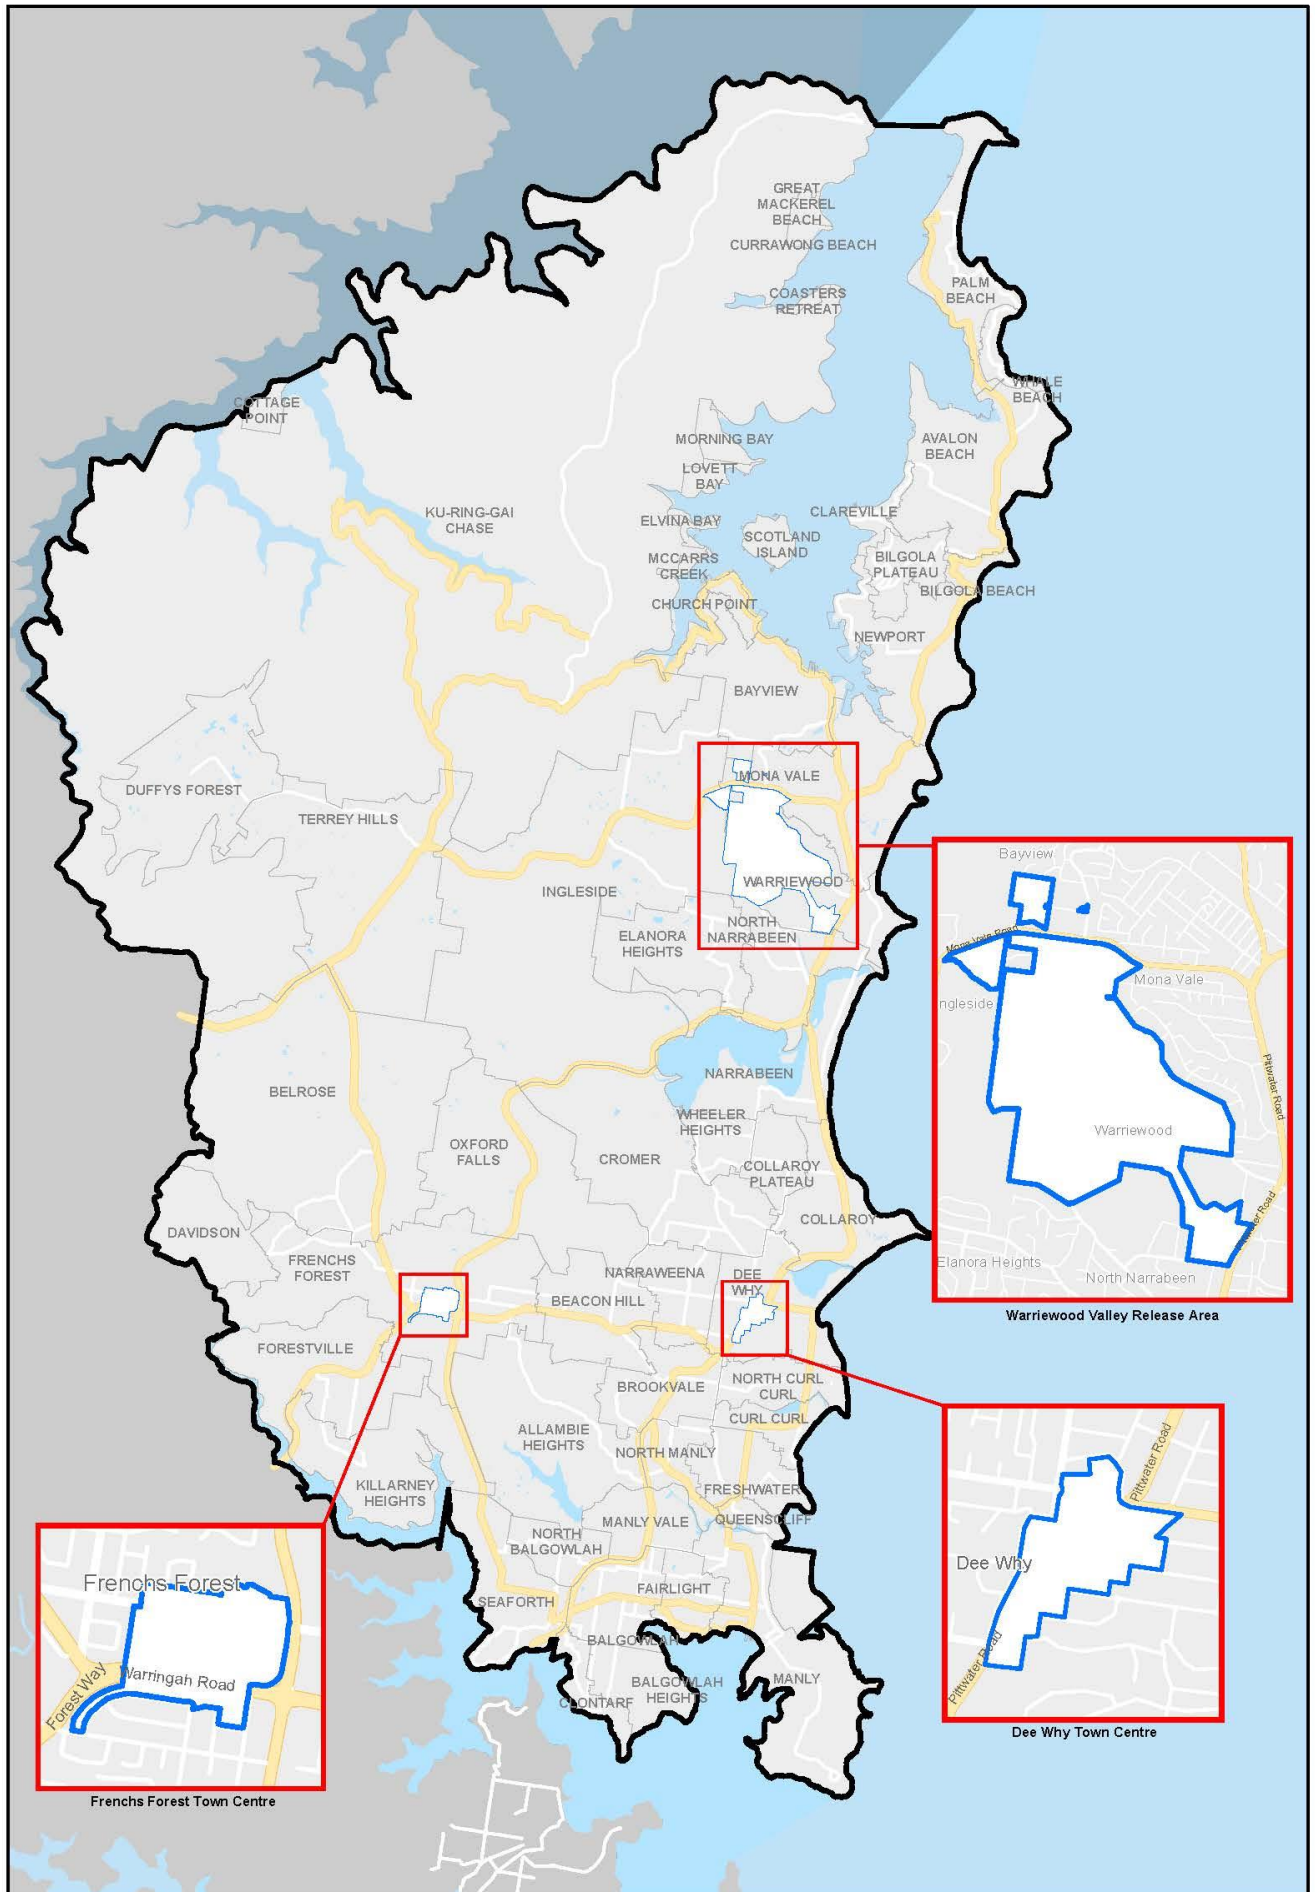 GREAT
MACKEREL
BEACH
CURRAWONG BEACH
COASTERS
RETREAT
PALM
BEACH
WHALE
BEACH
COTTAGE
POINT
MORNING BAY
AVALON
BEACH
LOVETT
BAY
KU-RING-GAI
CHASE
CLAREVILLE
ELVINA BAY
SCOTLAND
ISLAND
MCCARRS
CREEK
BILGOLA
PLATEAU
BILGOLA BEACH
CHURCH POINT
NEWPORT
BAYVIEW
MONA VALE
DUFFYS FOREST
TERREY HILLS
INGLESIDE
WARRIEWOOD
NORTH
NARRABEEN
ELANORA
HEIGHTS
Bayview
Mona Vale Road
Mona Vale
ngleside
Pittwater Road
Warriewood
Pittwater Road
Elanora Heights
North Narrabeen
Warriewood Valley Release Area
NARRABEEN
BELROSE
WHEELER
HEIGHTS
OXFORD
FALLS
CROMER
COLLAROY
PLATEAU
COLLAROY
DAVIDSON
FRENCHS
FOREST
NARRAWEENA
DEE
WHY
BEACON HILL
FORESTVILLE
BROOKVALE
NORTH CURL
CURL
CURL CURL
ALLAMBIE
HEIGHTS
NORTH MANLY
KILLARNEY
HEIGHTS
FRESHWATER
MANLY VALE
QUEENSCLIFF
NORTH
BALGOWLAH
FAIRLIGHT
SEAFORTH
BALGOWLAH
BALGOWLAH
HEIGHTS
MANLY
CLONTARF
Pittwater Road
Dee Why
Pittwater Road
Dee Why Town Centre
Frenchs Forest
Warringah Road
Forest Way
Frenchs Forest Town Centre